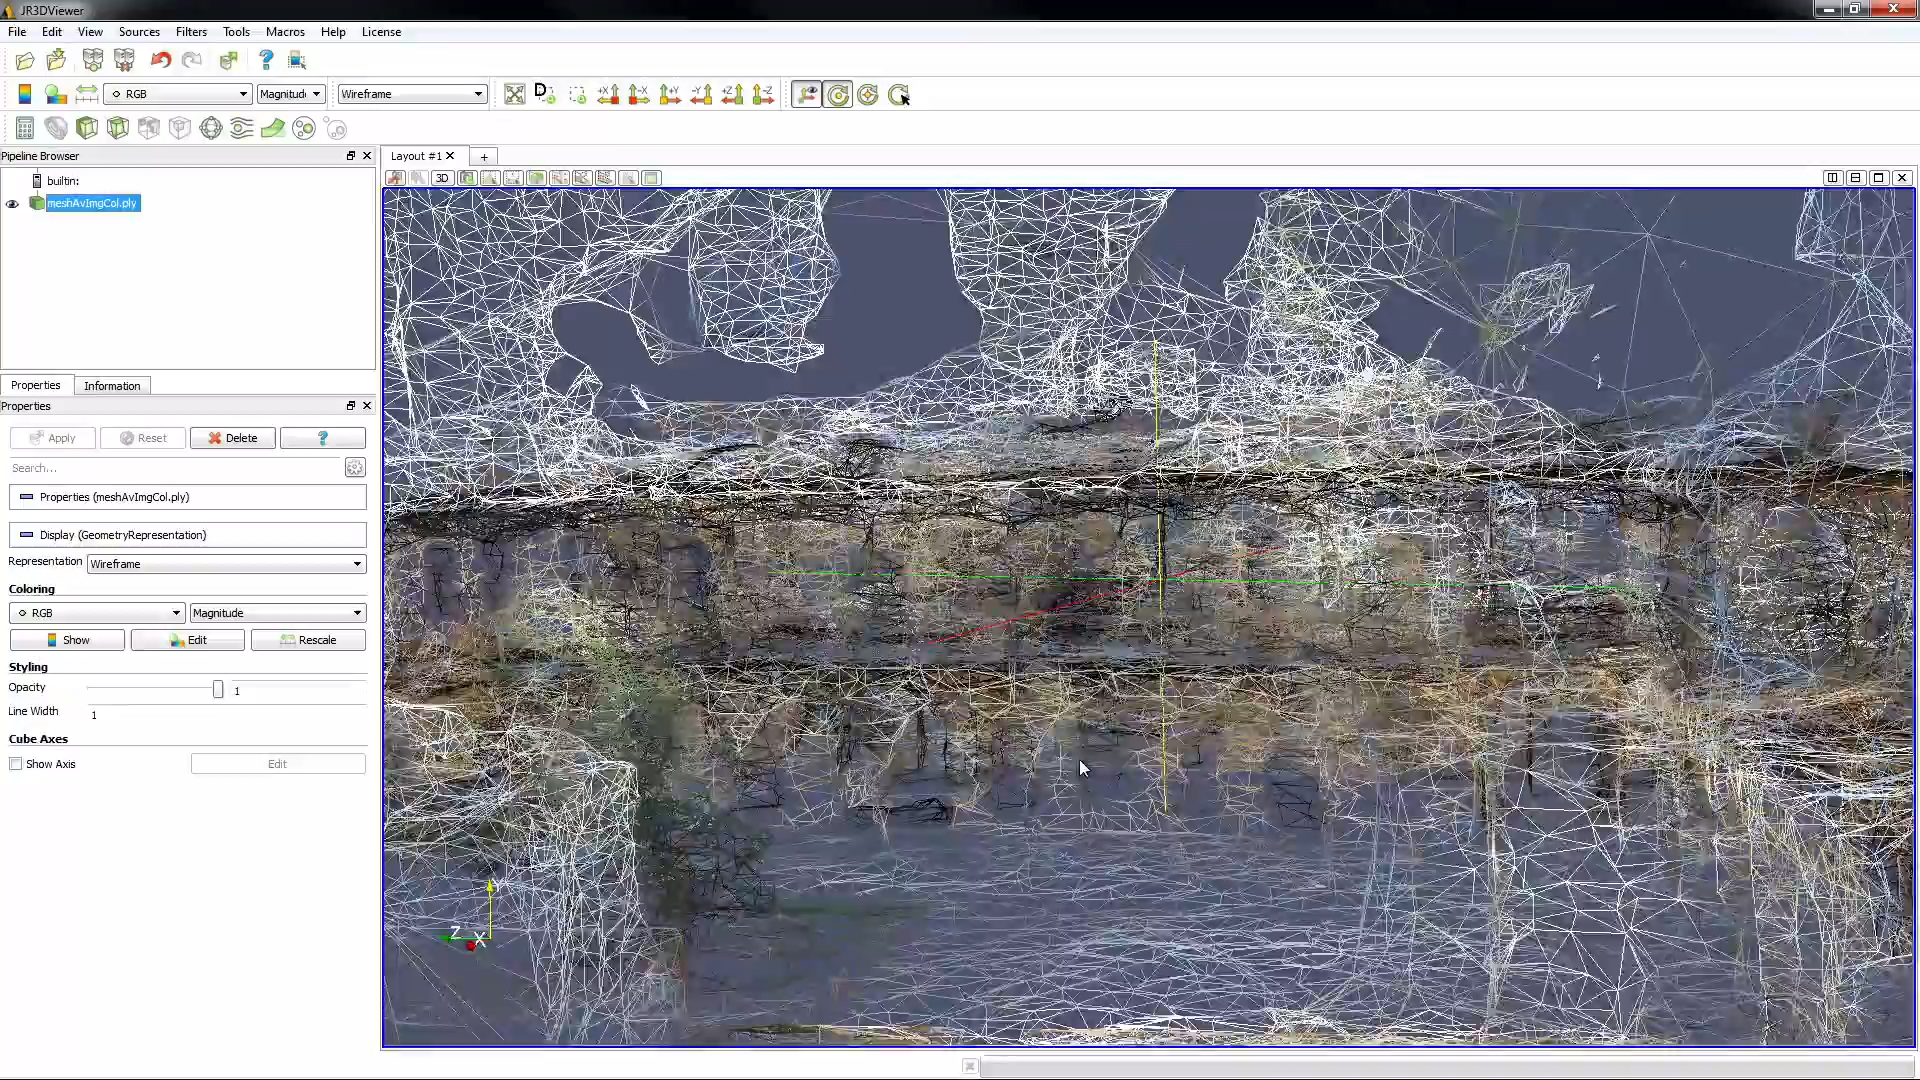 JR3DViewer
File Edit View Sources Filters Tools Macros Help License
RGB Magnitude Wireframe D +X -X +Y -Y +Z -Z
Pipeline Browser
builtin:
meshAvImgCol.ply
Layout #1 +
3D
Properties Information
Properties
Apply Reset Delete ?
Search...
Properties (meshAvImgCol.ply)
Display (GeometryRepresentation)
Representation Wireframe
Coloring
RGB Magnitude
Show Edit Rescale
Styling
Opacity 1
Line Width 1
Cube Axes
Show Axis Edit
Z X